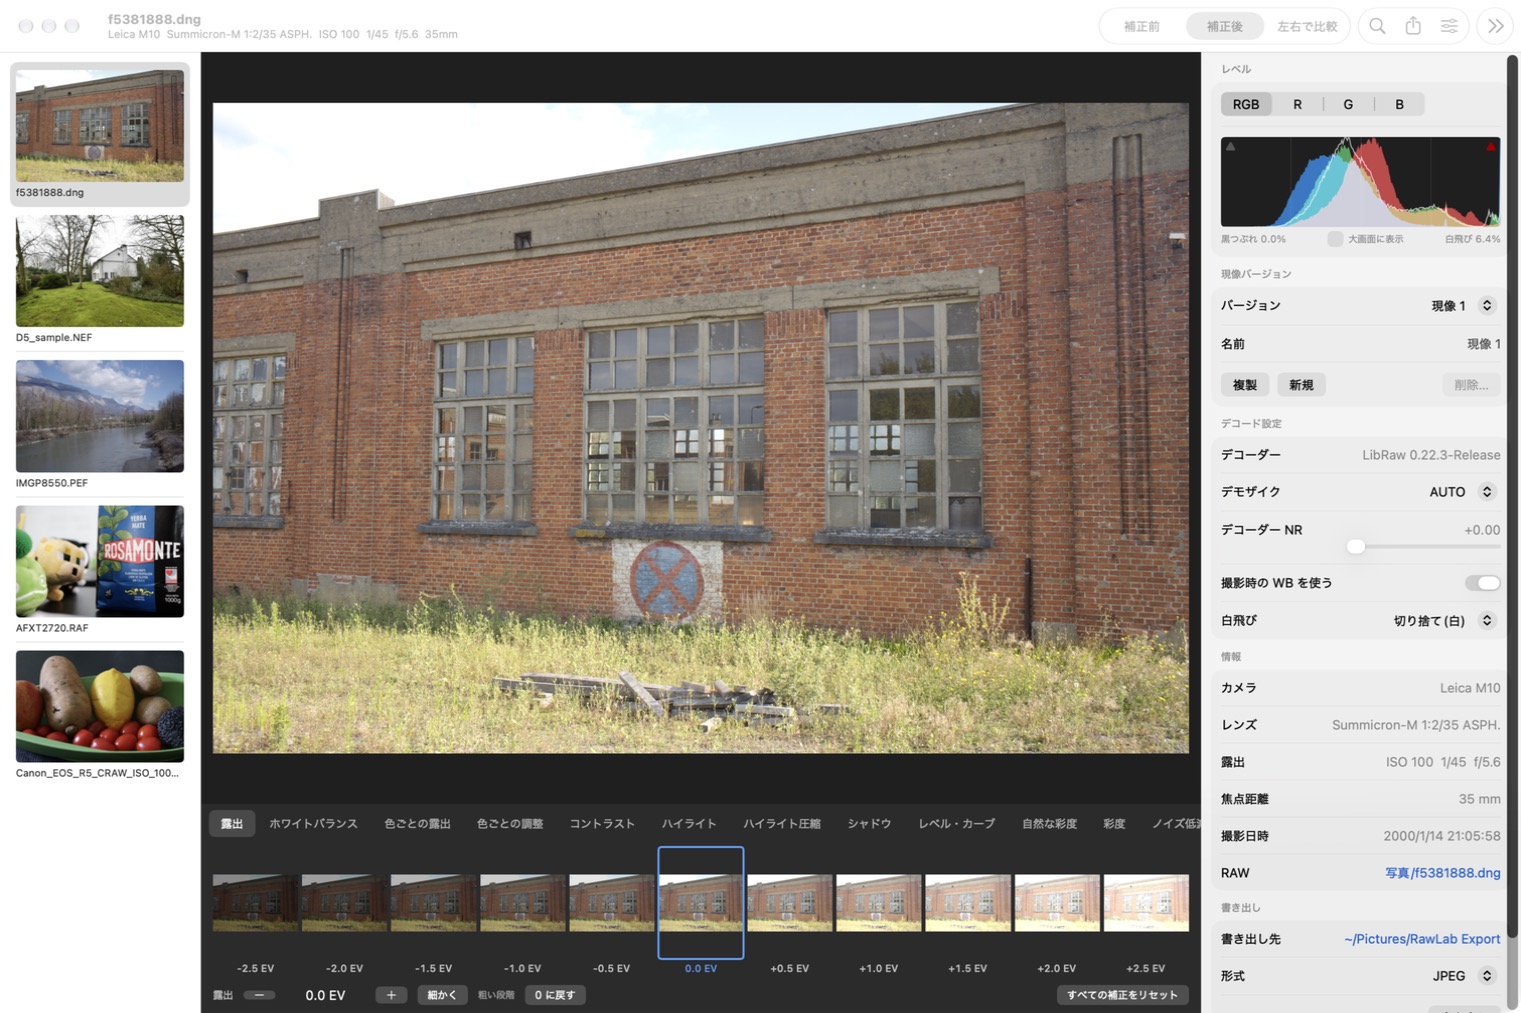 f5381888.dng
Leica M10 Summicron-M 1:2/35 ASPH. ISO 100 1/45 f/5.6 35mm
補正前 補正後 左右で比較
f5381888.dng
D5_sample.NEF
IMGP8550.PEF
YERBA MATE
ROSAMONTE
1000g
AFXT2720.RAF
Canon_EOS_R5_CRAW_ISO_100...
レベル
RGB R G B
黒つぶれ 0.0% 大画面に表示 白飛び 6.4%
現像バージョン
バージョン 現像 1
名前 現像 1
複製 新規 削除...
デコード設定
デコーダー LibRaw 0.22.3-Release
デモザイク AUTO
デコーダー NR +0.00
撮影時の WB を使う
白飛び 切り捨て(白)
情報
カメラ Leica M10
レンズ Summicron-M 1:2/35 ASPH.
露出 ISO 100 1/45 f/5.6
焦点距離 35 mm
撮影日時 2000/1/14 21:05:58
RAW 写真/f5381888.dng
書き出し
書き出し先 ~/Pictures/RawLab Export
形式 JPEG
露出 ホワイトバランス 色ごとの露出 色ごとの調整 コントラスト ハイライト ハイライト圧縮 シャドウ レベル・カーブ 自然な彩度 彩度 ノイズ低
-2.5 EV -2.0 EV -1.5 EV -1.0 EV -0.5 EV 0.0 EV +0.5 EV +1.0 EV +1.5 EV +2.0 EV +2.5 EV
露出 − 0.0 EV + 細かく 粗い段階 0 に戻す すべての補正をリセット